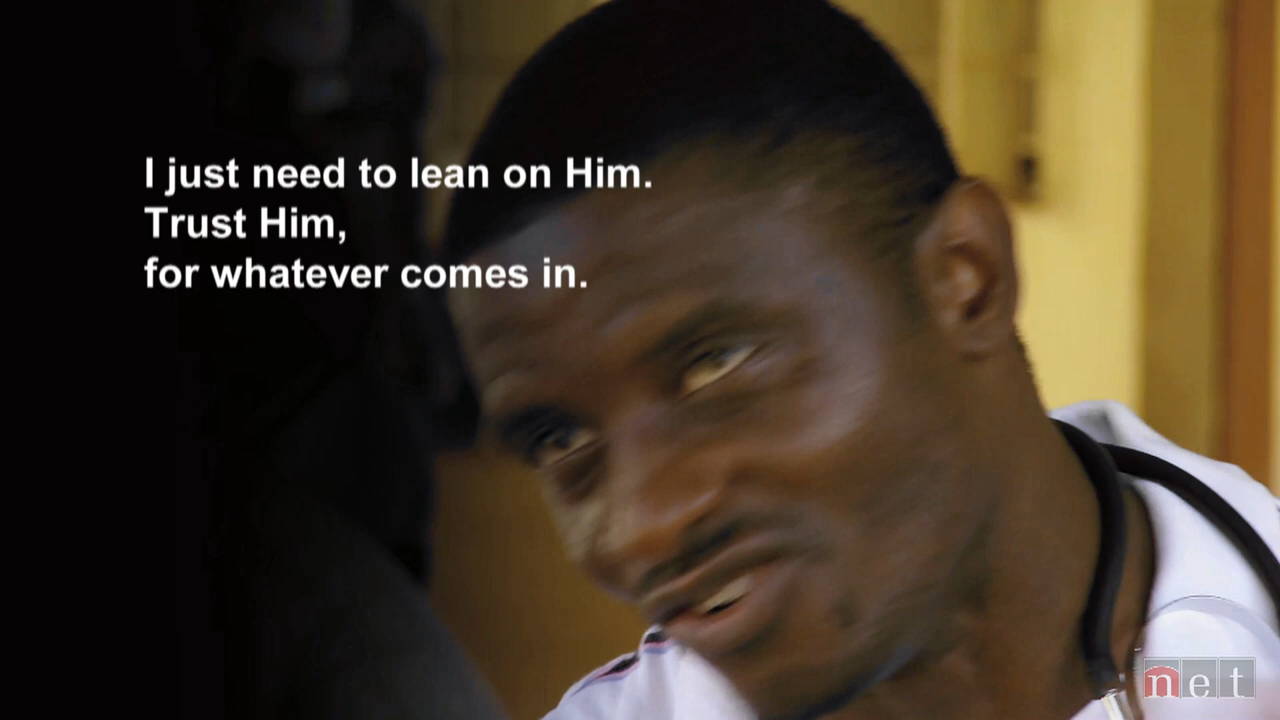 I just need to lean on Him.
Trust Him,
for whatever comes in.
net